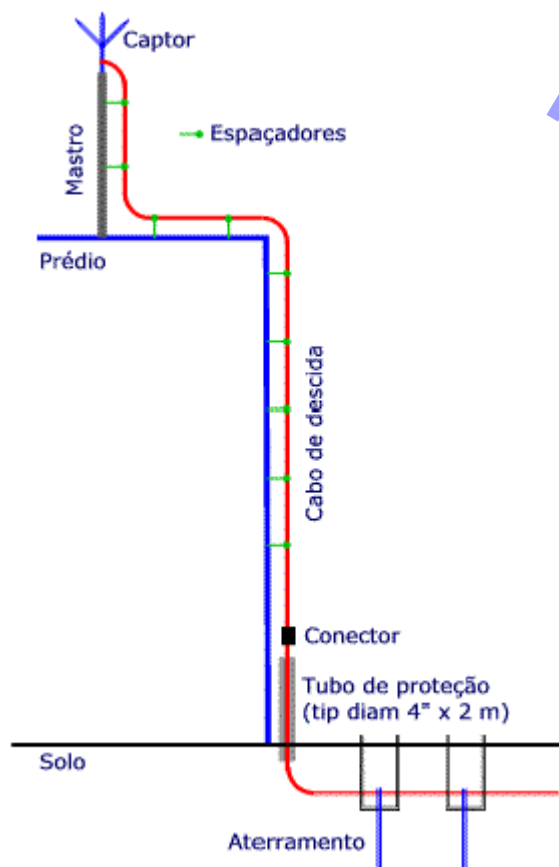 Captor
Espaçadores
Mastro
Prédio
Cabo de descida
Conector
Tubo de proteção
(tip diam 4" x 2 m)
Solo
Aterramento